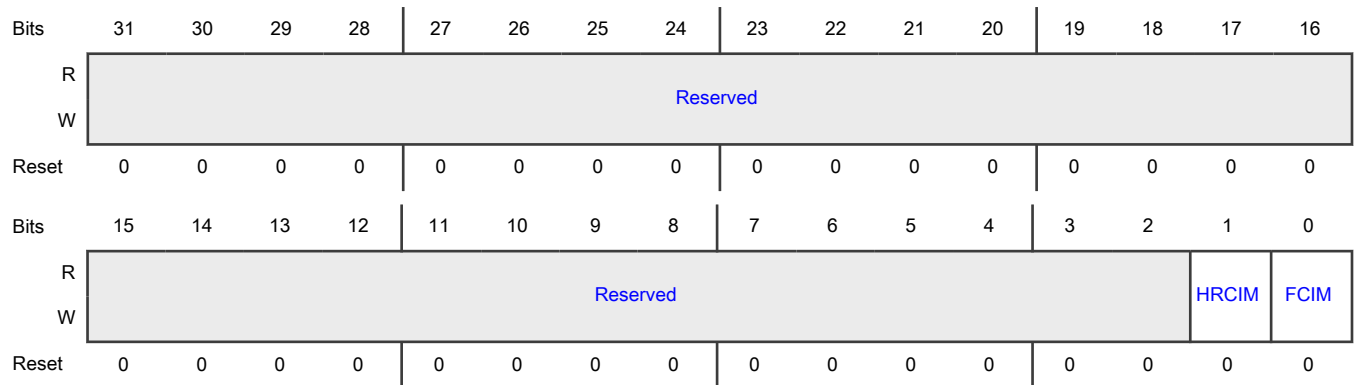 Bits 31 30 29 28 27 26 25 24 23 22 21 20 19 18 17 16
R
Reserved
W
Reset 0 0 0 0 0 0 0 0 0 0 0 0 0 0 0 0
Bits 15 14 13 12 11 10 9 8 7 6 5 4 3 2 1 0
R
Reserved HRCIM FCIM
W
Reset 0 0 0 0 0 0 0 0 0 0 0 0 0 0 0 0